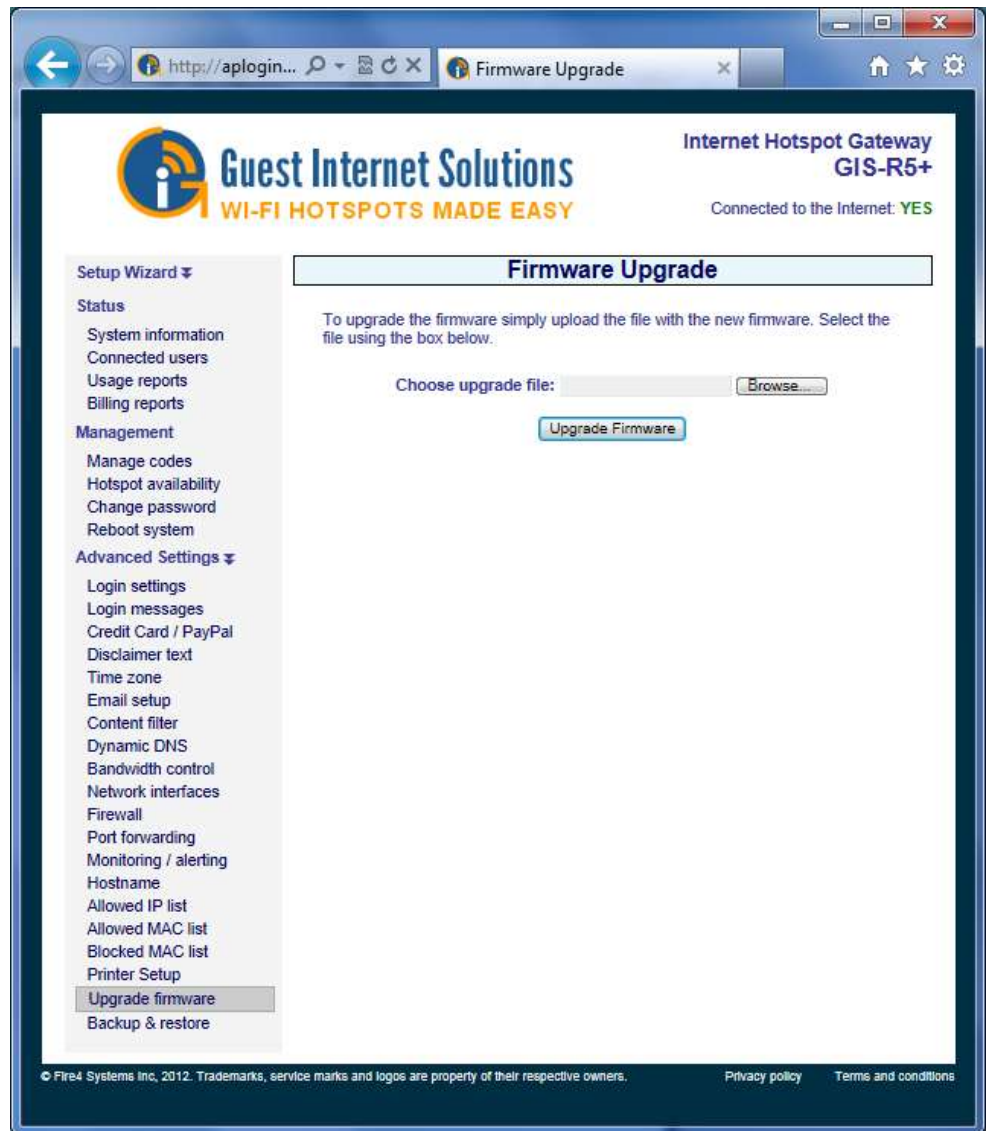 http://aplogin...
Firmware Upgrade
Guest Internet Solutions
WI-FI HOTSPOTS MADE EASY
Internet Hotspot Gateway
GIS-R5+
Connected to the Internet: YES
Setup Wizard
Status
System information
Connected users
Usage reports
Billing reports
Management
Manage codes
Hotspot availability
Change password
Reboot system
Advanced Settings
Login settings
Login messages
Credit Card / PayPal
Disclaimer text
Time zone
Email setup
Content filter
Dynamic DNS
Bandwidth control
Network interfaces
Firewall
Port forwarding
Monitoring / alerting
Hostname
Allowed IP list
Allowed MAC list
Blocked MAC list
Printer Setup
Upgrade firmware
Backup & restore
Firmware Upgrade
To upgrade the firmware simply upload the file with the new firmware. Select the
file using the box below.
Choose upgrade file:
Browse...
Upgrade Firmware
© Fire4 Systems Inc, 2012. Trademarks, service marks and logos are property of their respective owners.
Privacy policy
Terms and conditions